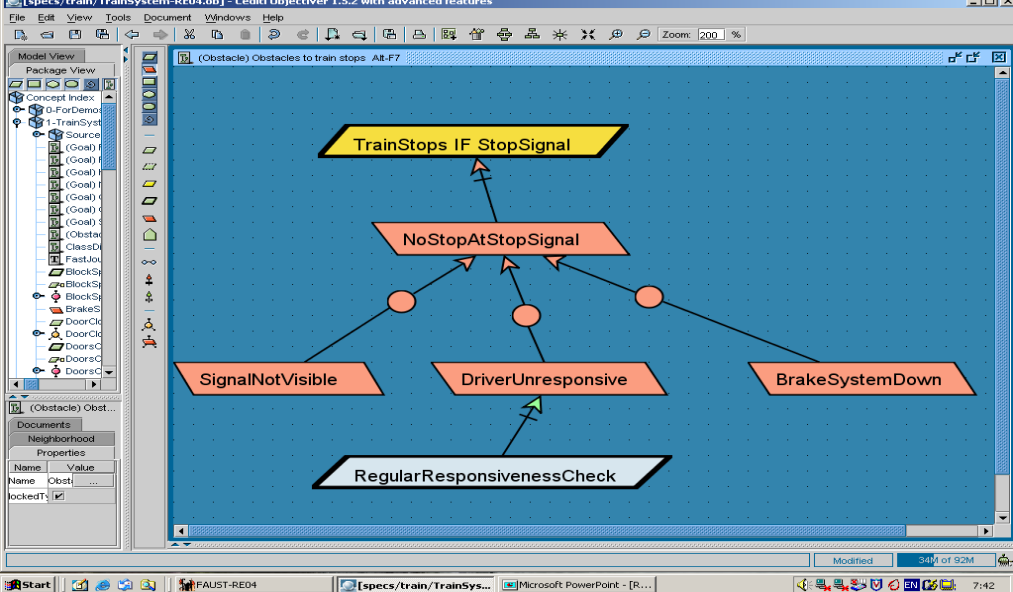 [specs/train/TrainSystem-RE04.ob] - Cediti Objectiver 1.5.2 with advanced features
File Edit View Tools Document Windows Help
Zoom: 200 %
Model View
Package View
Concept Index
0-ForDemos
1-TrainSyst
Source
(Goal)
(Goal)
(Goal)
(Goal)
(Goal)
(Goal)
(Goal) S
(Obstac
ClassDi
FastJou
BlockSp
BlockSp
BlockSp
BrakeS
DoorClo
DoorClo
DoorsC
DoorsC
DoorsC
(Obstacle) Obst...
Documents
Neighborhood
Properties
Name Value
Name Obsta ...
lockedTy
(Obstacle) Obstacles to train stops Alt-F7
TrainStops IF StopSignal
NoStopAtStopSignal
SignalNotVisible
DriverUnresponsive
BrakeSystemDown
RegularResponsivenessCheck
Modified
34M of 92M
Start
FAUST-RE04
[specs/train/TrainSys...
Microsoft PowerPoint - [R...
EN
7:42